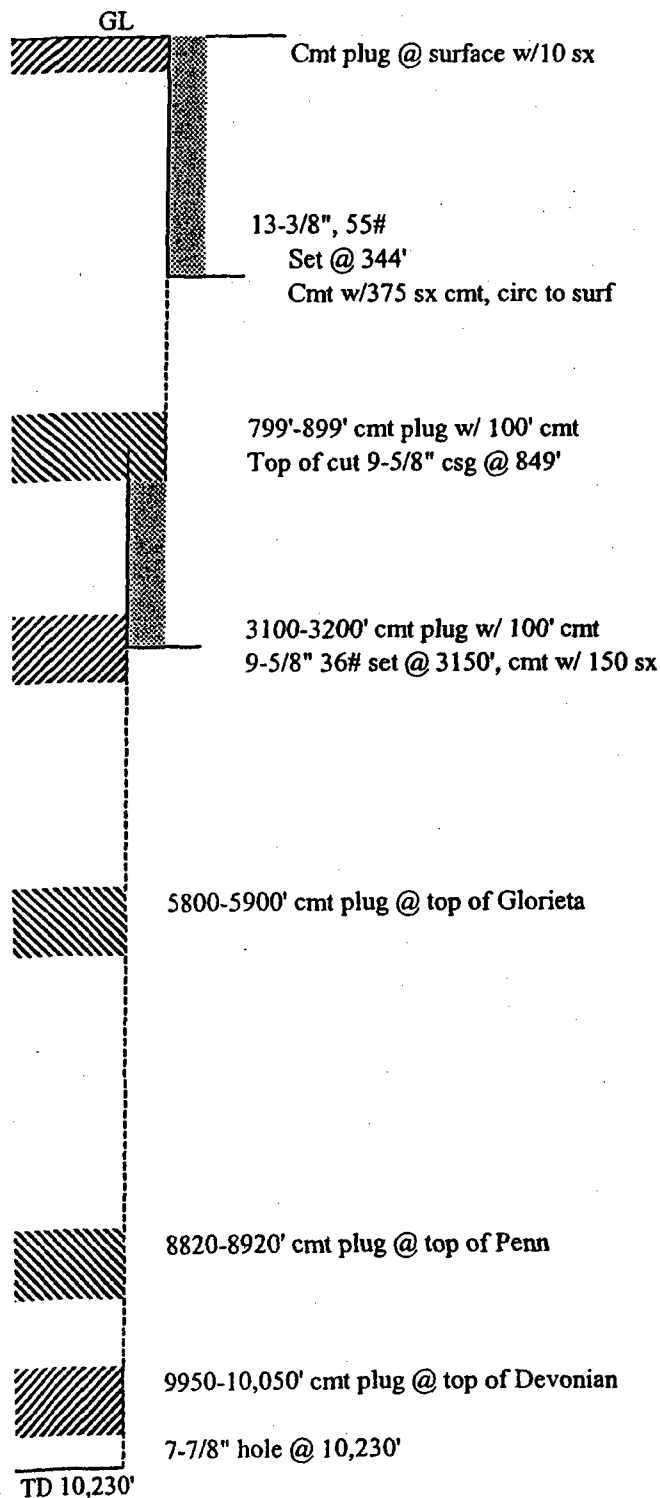 GL
Cmt plug @ surface w/10 sx
13-3/8", 55#
Set @ 344'
Cmt w/375 sx cmt, circ to surf
799'-899' cmt plug w/ 100' cmt
Top of cut 9-5/8" csg @ 849'
3100-3200' cmt plug w/ 100' cmt
9-5/8" 36# set @ 3150', cmt w/ 150 sx
5800-5900' cmt plug @ top of Glorieta
8820-8920' cmt plug @ top of Penn
9950-10,050' cmt plug @ top of Devonian
7-7/8" hole @ 10,230'
TD 10,230'